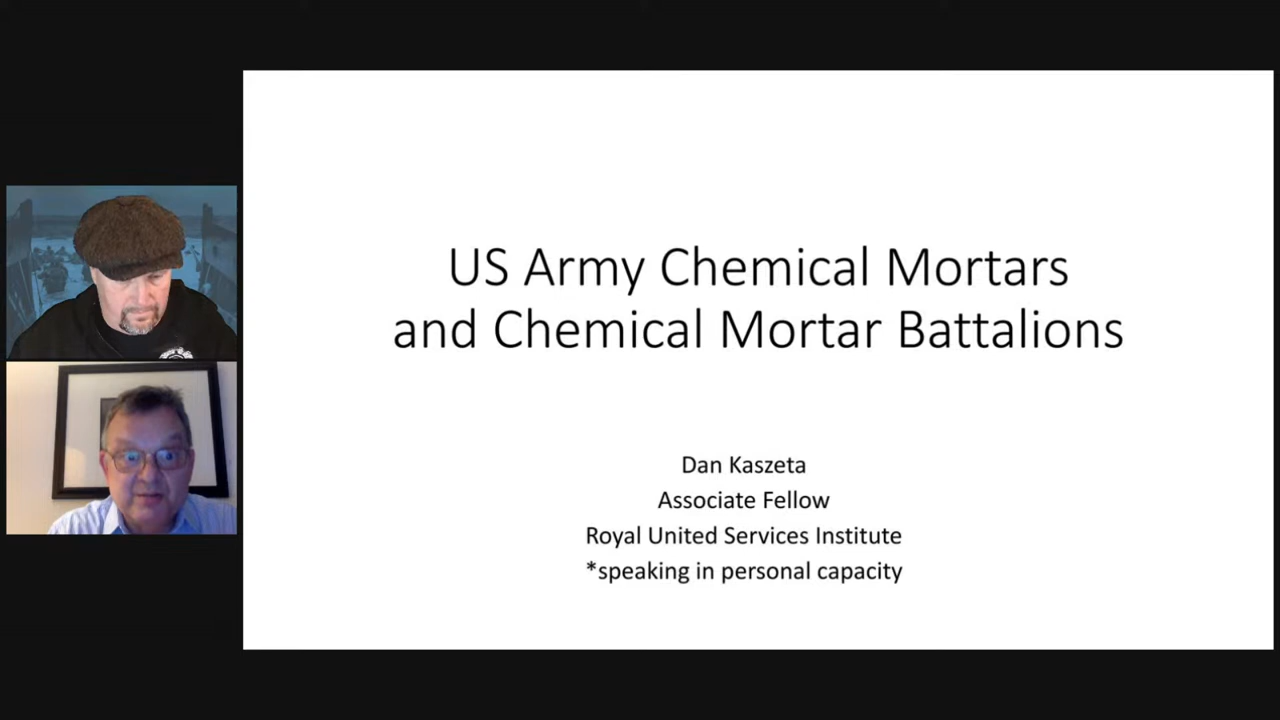 US Army Chemical Mortars
and Chemical Mortar Battalions
Dan Kaszeta
Associate Fellow
Royal United Services Institute
*speaking in personal capacity